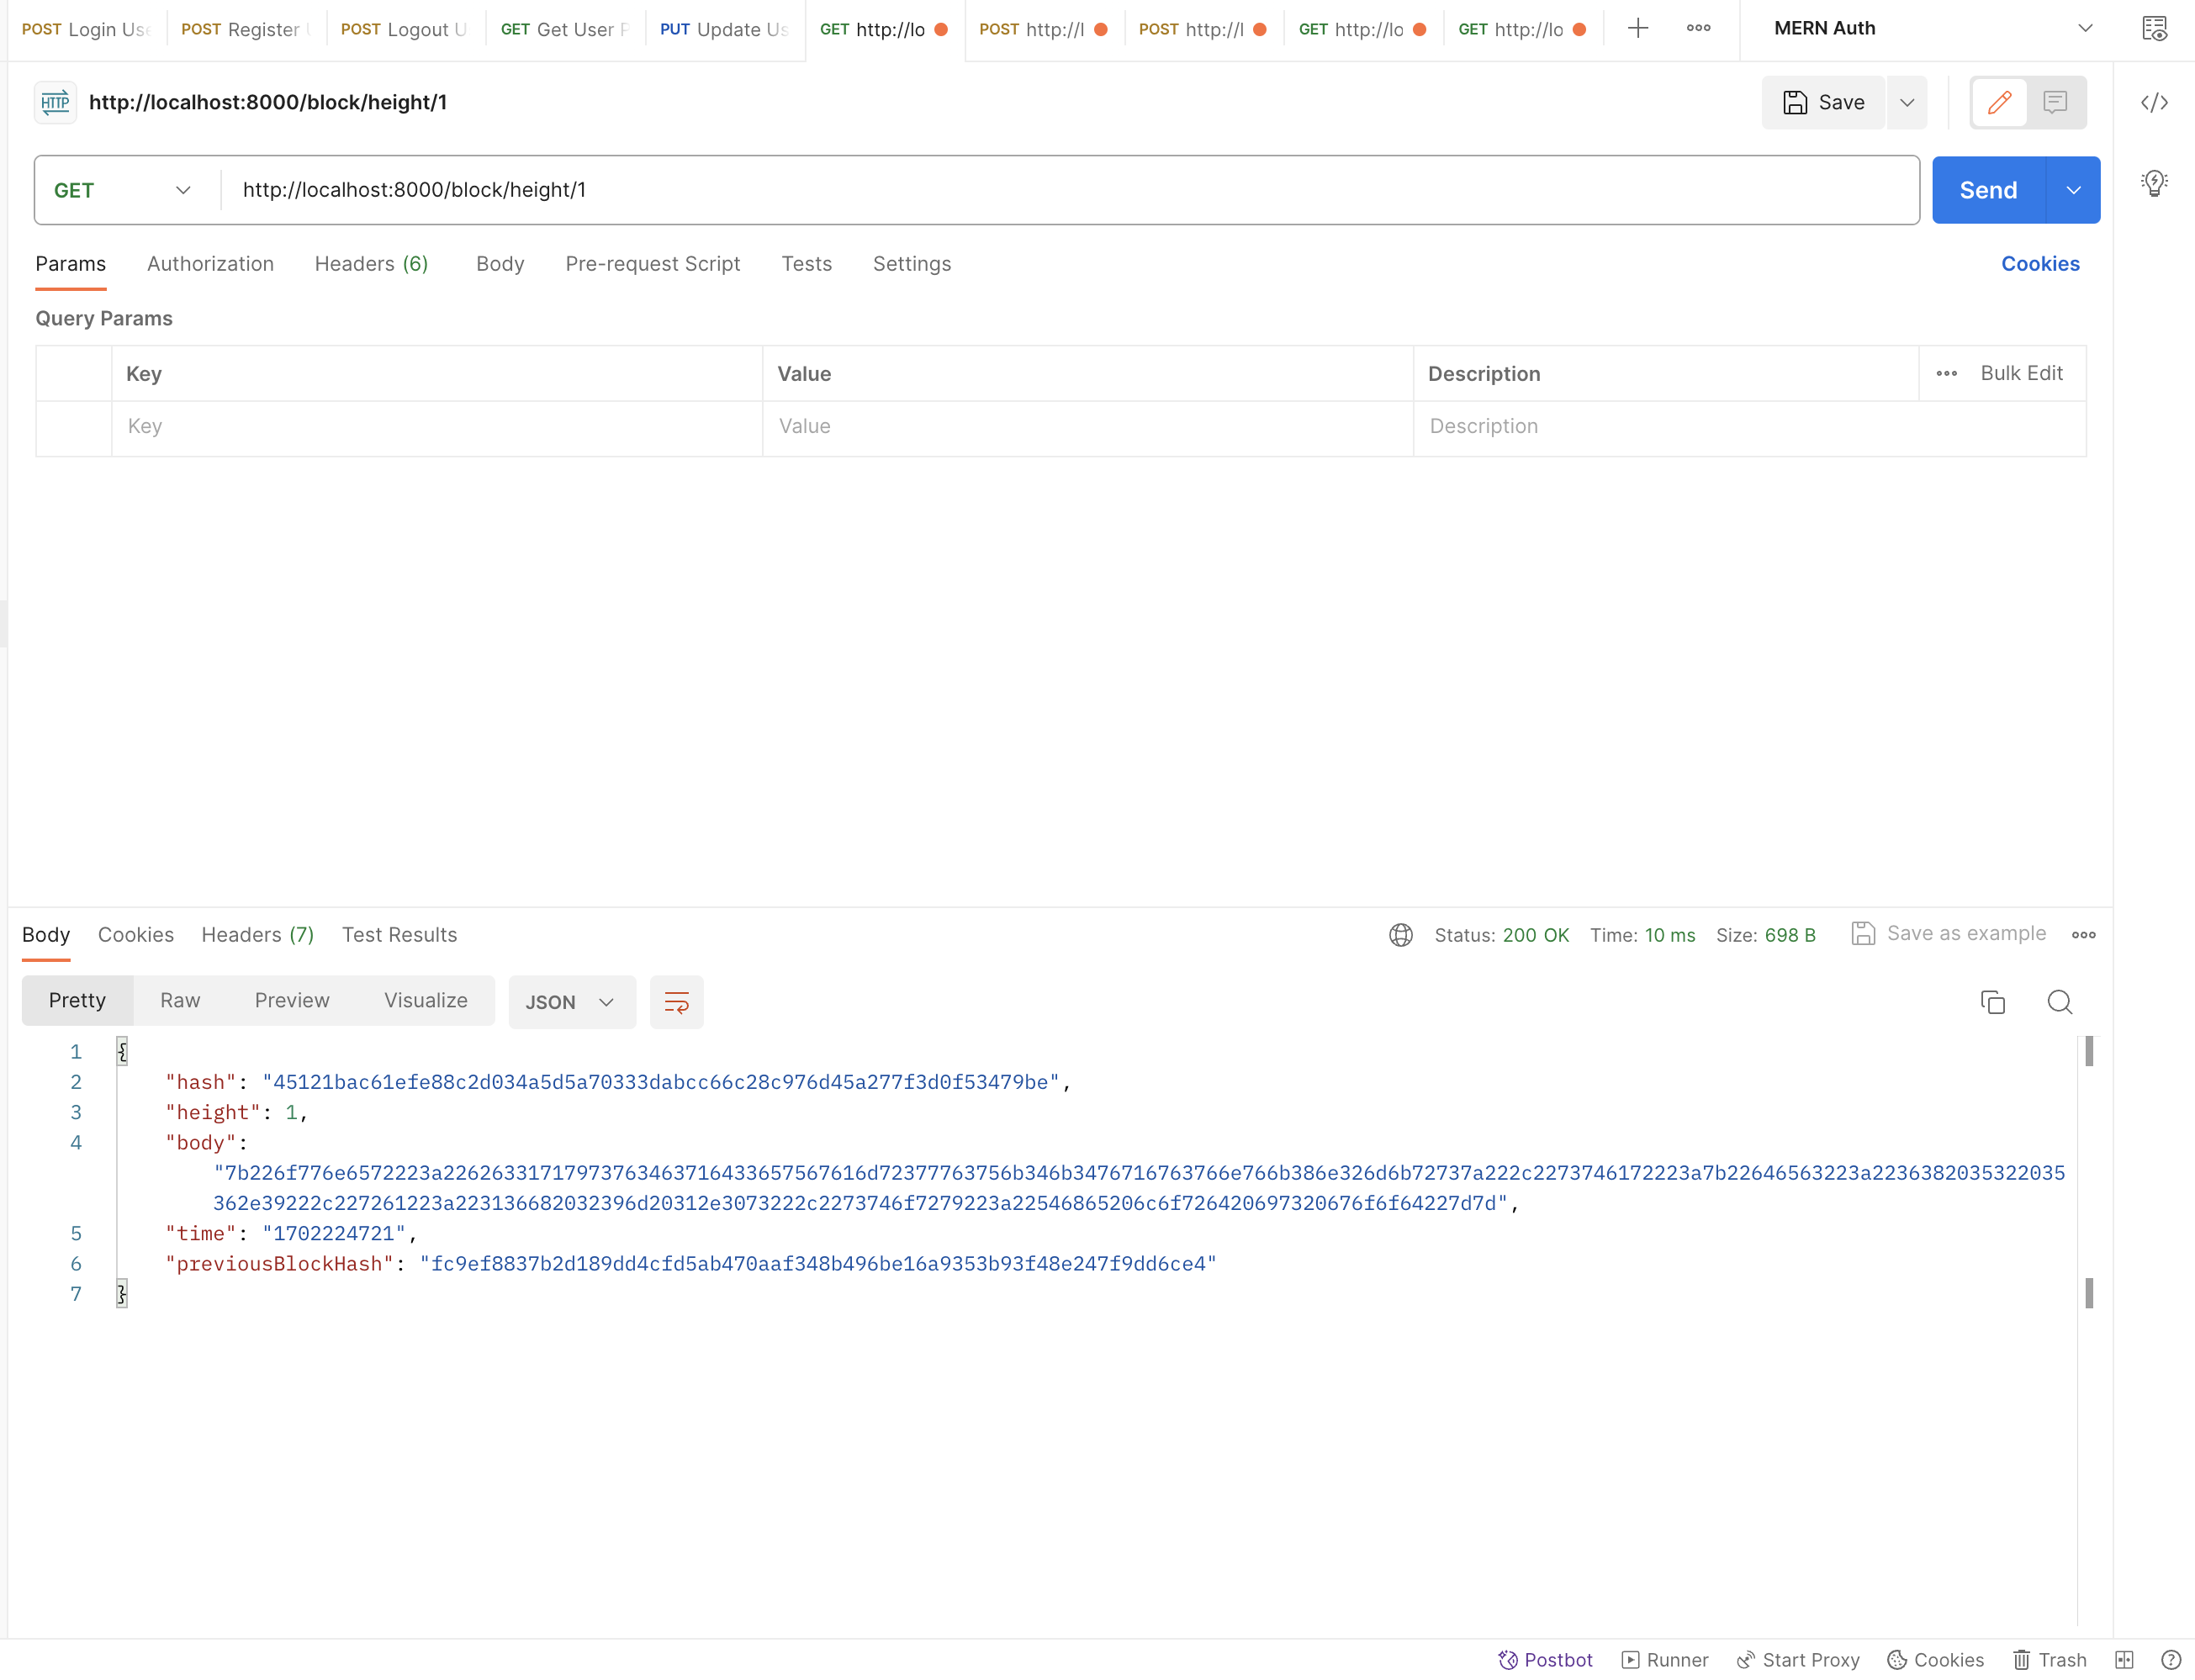 POST Login Use POST Register POST Logout U GET Get User P PUT Update Us GET http://lo POST http://l POST http://l GET http://lo GET http://lo MERN Auth
HTTP http://localhost:8000/block/height/1 Save
GET http://localhost:8000/block/height/1 Send
Params Authorization Headers (6) Body Pre-request Script Tests Settings Cookies
Query Params
Key Value Description Bulk Edit
Key Value Description
Body Cookies Headers (7) Test Results Status: 200 OK Time: 10 ms Size: 698 B Save as example
Pretty Raw Preview Visualize JSON
1 {
2 "hash": "45121bac61efe88c2d034a5d5a70333dabcc66c28c976d45a277f3d0f53479be",
3 "height": 1,
4 "body":
"7b226f776e6572223a226263317179737634637164336575676​16d72377763756b346b3476716763766e766b386e326d6b72737a222c2273746172223a7b22646563223a2236382035322035
362e39222c227261223a223136682032396d20312e3073222c2273746f7279223a22546865206c6f726420697320676f6f64227d7d",
5 "time": "1702224721",
6 "previousBlockHash": "fc9ef8837b2d189dd4cfd5ab470aaf348b496be16a9353b93f48e247f9dd6ce4"
7 }
Postbot Runner Start Proxy Cookies Trash